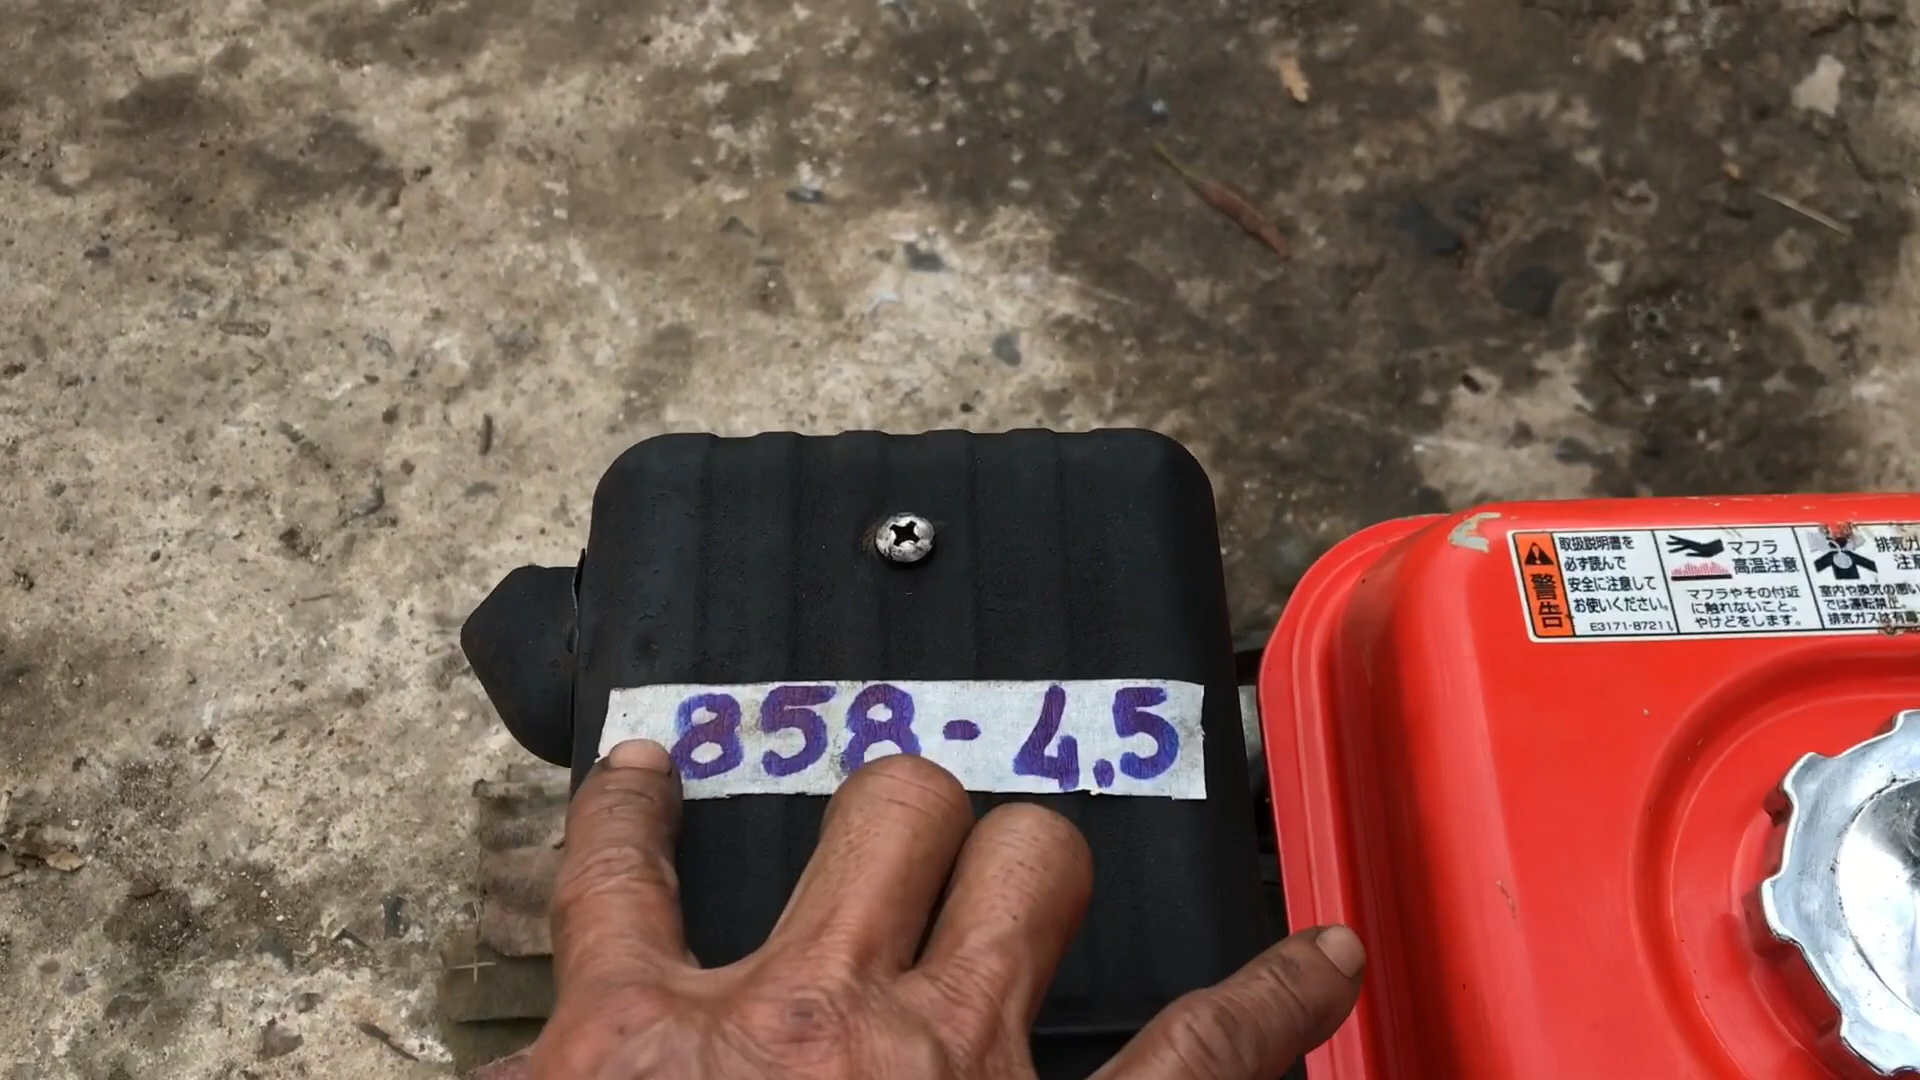 858-4.5
警告
取扱説明書を
必ず読んで
安全に注意して
お使いください。
E3171-87211
マフラ
高温注意
マフラやその付近
に触れないこと。
やけどをします。
排気ガ
注意
室内や換気の悪い
では運転禁止。
排気ガスは有毒